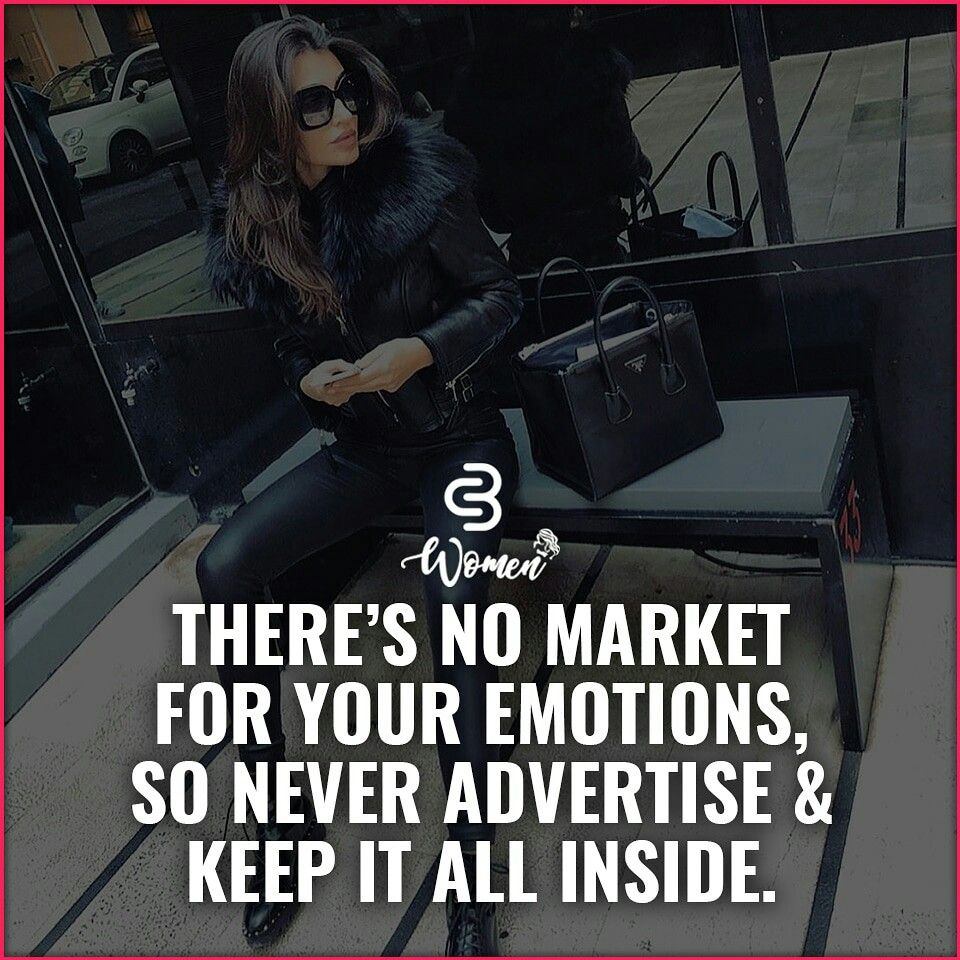 Women
THERE’S NO MARKET
FOR YOUR EMOTIONS,
SO NEVER ADVERTISE &
KEEP IT ALL INSIDE.